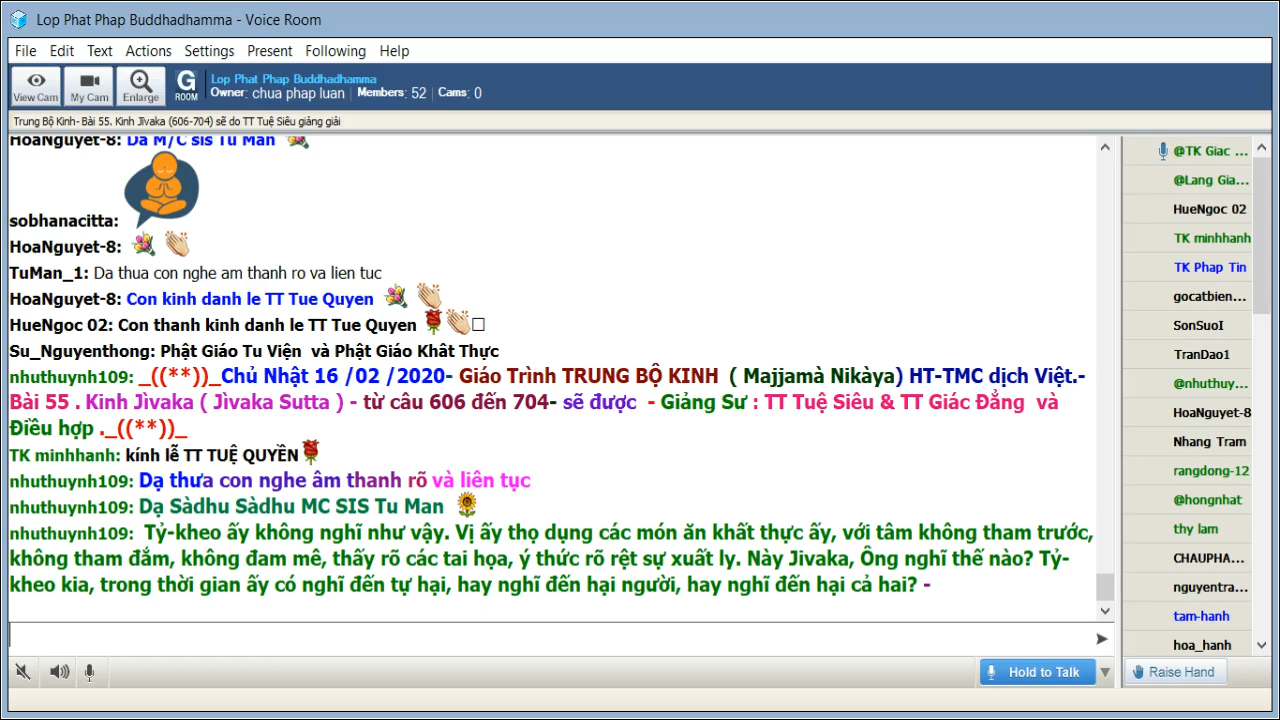 Lop Phat Phap Buddhadhamma - Voice Room
File Edit Text Actions Settings Present Following Help
View Cam My Cam Enlarge G ROOM
Lop Phat Phap Buddhadhamma
Owner: chua phap luan | Members: 52 | Cams: 0
Trung Bộ Kinh- Bài 55. Kinh Jìvaka (606-704) sẽ do TT Tuệ Siêu giảng giải
HoaNguyet-8: Da M/C sis Tu Man
sobhanacitta:
HoaNguyet-8:
TuMan_1: Da thua con nghe am thanh ro va lien tuc
HoaNguyet-8: Con kinh danh le TT Tue Quyen
HueNgoc 02: Con thanh kinh danh le TT Tue Quyen
Su_Nguyenthong: Phật Giáo Tu Viện và Phật Giáo Khât Thực
nhuthuynh109: _((**))_Chủ Nhật 16 /02 /2020- Giáo Trình TRUNG BỘ KINH ( Majjamà Nikàya) HT-TMC dịch Việt.-
Bài 55 . Kinh Jìvaka ( Jìvaka Sutta ) - từ câu 606 đến 704- sẽ được - Giảng Sư : TT Tuệ Siêu & TT Giác Đẳng và
Điều hợp ._((**))_
TK minhhanh: kính lễ TT TUỆ QUYỀN
nhuthuynh109: Dạ thưa con nghe âm thanh rõ và liên tục
nhuthuynh109: Dạ Sàdhu Sàdhu MC SIS Tu Man
nhuthuynh109: Tỷ-kheo ấy không nghĩ như vậy. Vị ấy thọ dụng các món ăn khất thực ấy, với tâm không tham trước,
không tham đắm, không đam mê, thấy rõ các tai họa, ý thức rõ rệt sự xuất ly. Này Jivaka, Ông nghĩ thế nào? Tỷ-
kheo kia, trong thời gian ấy có nghĩ đến tự hại, hay nghĩ đến hại người, hay nghĩ đến hại cả hai? -
@TK Giac ...
@Lang Gia...
HueNgoc 02
TK minhhanh
TK Phap Tin
gocatbien...
SonSuoI
TranDao1
@nhuthuy...
HoaNguyet-8
Nhang Tram
rangdong-12
@hongnhat
thy lam
CHAUPHA...
nguyentra...
tam-hanh
hoa_hanh
Hold to Talk
Raise Hand